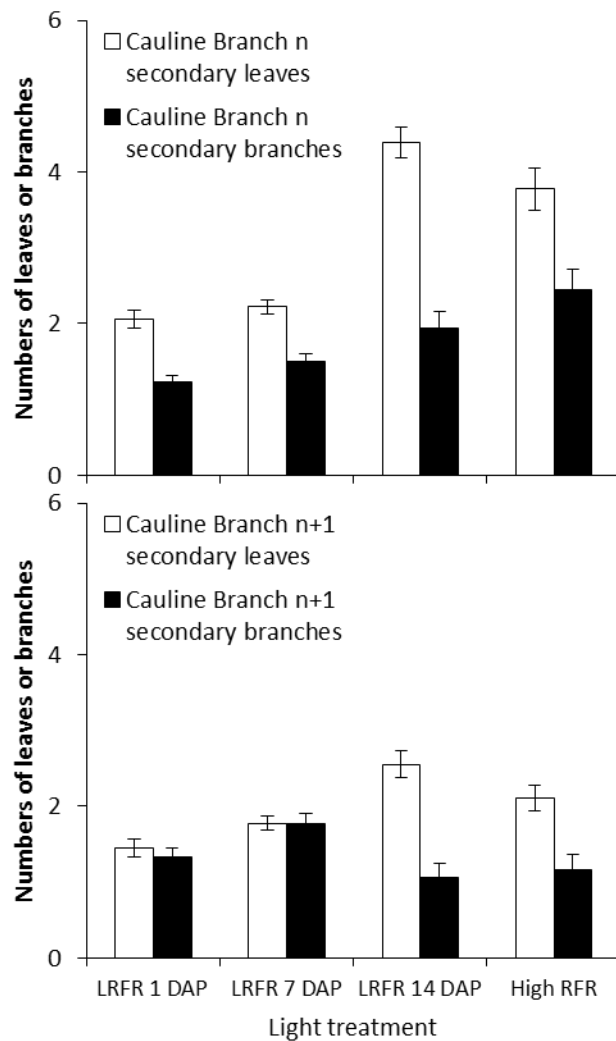 6
Cauline Branch n
secondary leaves
Cauline Branch n
secondary branches
4
2
0
Numbers of leaves or branches
6
Cauline Branch n+1
secondary leaves
Cauline Branch n+1
secondary branches
4
2
0
Numbers of leaves or branches
LRFR 1 DAP LRFR 7 DAP LRFR 14 DAP High RFR
Light treatment